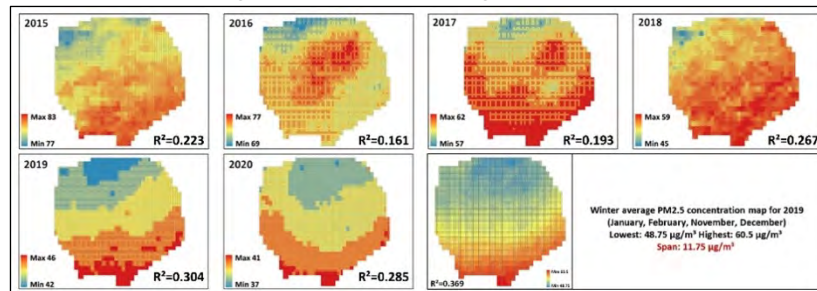 2015
Max 83
Min 77
R²=0.223
2016
Max 77
Min 69
R²=0.161
2017
Max 62
Min 57
R²=0.193
2018
Max 59
Min 45
R²=0.267
2019
Max 46
Min 42
R²=0.304
2020
Max 41
Min 37
R²=0.285
R²=0.369
Max
Min 48.75
Winter average PM2.5 concentration map for 2019
(January, February, November, December)
Lowest: 48.75 μg/m³ Highest: 60.5 μg/m³
Span: 11.75 μg/m³